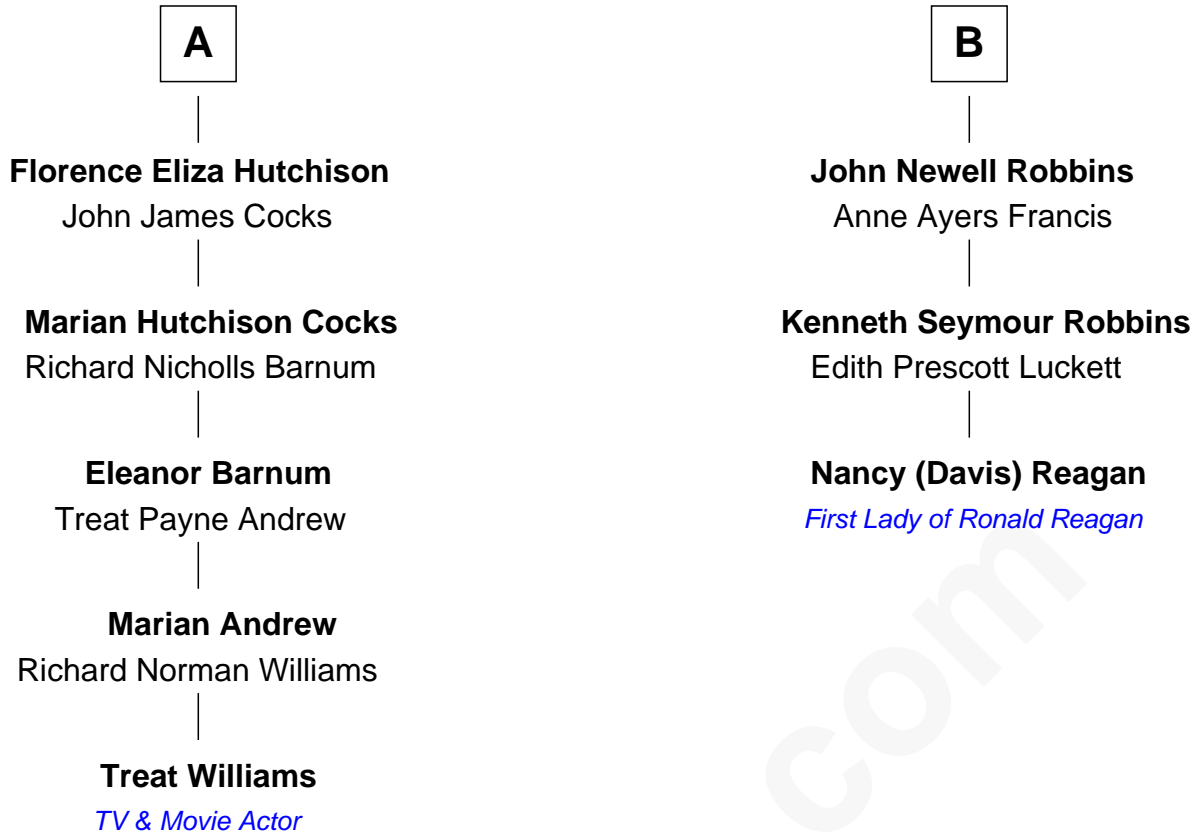 A
Florence Eliza Hutchison
John James Cocks
Marian Hutchison Cocks
Richard Nicholls Barnum
Eleanor Barnum
Treat Payne Andrew
Marian Andrew
Richard Norman Williams
Treat Williams
TV & Movie Actor
B
John Newell Robbins
Anne Ayers Francis
Kenneth Seymour Robbins
Edith Prescott Luckett
Nancy (Davis) Reagan
First Lady of Ronald Reagan
com